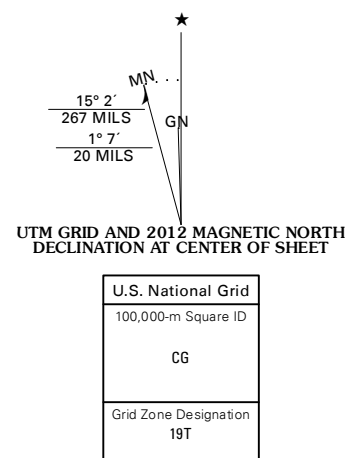 ★
MN
GN
15° 2´
267 MILS
1° 7´
20 MILS
UTM GRID AND 2012 MAGNETIC NORTH
DECLINATION AT CENTER OF SHEET
U.S. National Grid
100,000-m Square ID
CG
Grid Zone Designation
19T